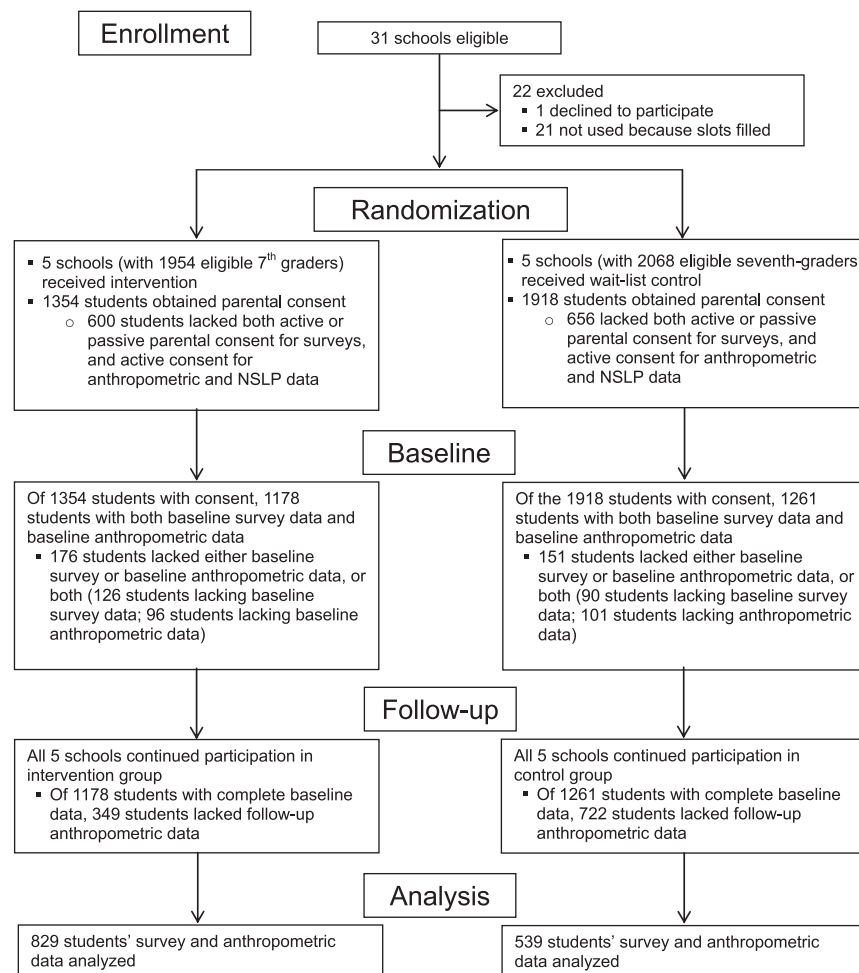 Enrollment
31 schools eligible
22 excluded
▪ 1 declined to participate
▪ 21 not used because slots filled
Randomization
▪ 5 schools (with 1954 eligible 7th graders)
received intervention
▪ 1354 students obtained parental consent
○ 600 students lacked both active or
passive parental consent for surveys,
and active consent for
anthropometric and NSLP data
▪ 5 schools (with 2068 eligible seventh-graders
received wait-list control
▪ 1918 students obtained parental consent
○ 656 lacked both active or passive
parental consent for surveys, and
active consent for anthropometric
and NSLP data
Baseline
Of 1354 students with consent, 1178
students with both baseline survey data and
baseline anthropometric data
▪ 176 students lacked either baseline
survey or baseline anthropometric data, or
both (126 students lacking baseline
survey data; 96 students lacking baseline
anthropometric data)
Of the 1918 students with consent, 1261
students with both baseline survey data and
baseline anthropometric data
▪ 151 students lacked either baseline
survey or baseline anthropometric data, or
both (90 students lacking baseline survey
data; 101 students lacking anthropometric
data)
Follow-up
All 5 schools continued participation in
intervention group
▪ Of 1178 students with complete baseline
data, 349 students lacked follow-up
anthropometric data
All 5 schools continued participation in
control group
▪ Of 1261 students with complete baseline
data, 722 students lacked follow-up
anthropometric data
Analysis
829 students' survey and anthropometric
data analyzed
539 students' survey and anthropometric
data analyzed